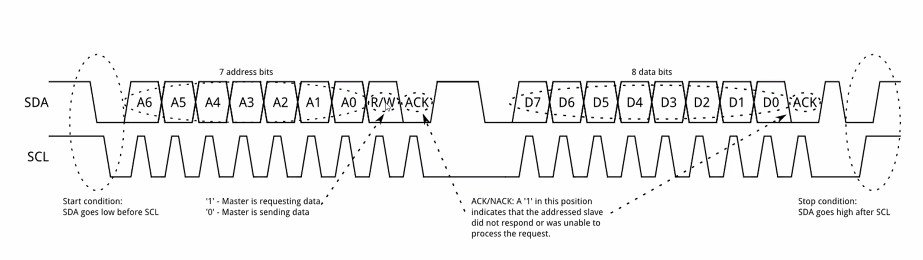 7 address bits
8 data bits
SDA
A6 A5 A4 A3 A2 A1 A0 R/W ACK
D7 D6 D5 D4 D3 D2 D1 D0 ACK
SCL
Start condition:
SDA goes low before SCL
'1' - Master is requesting data,
'0' - Master is sending data
ACK/NACK: A '1' in this position
indicates that the addressed slave
did not respond or was unable to
process the request.
Stop condition:
SDA goes high after SCL